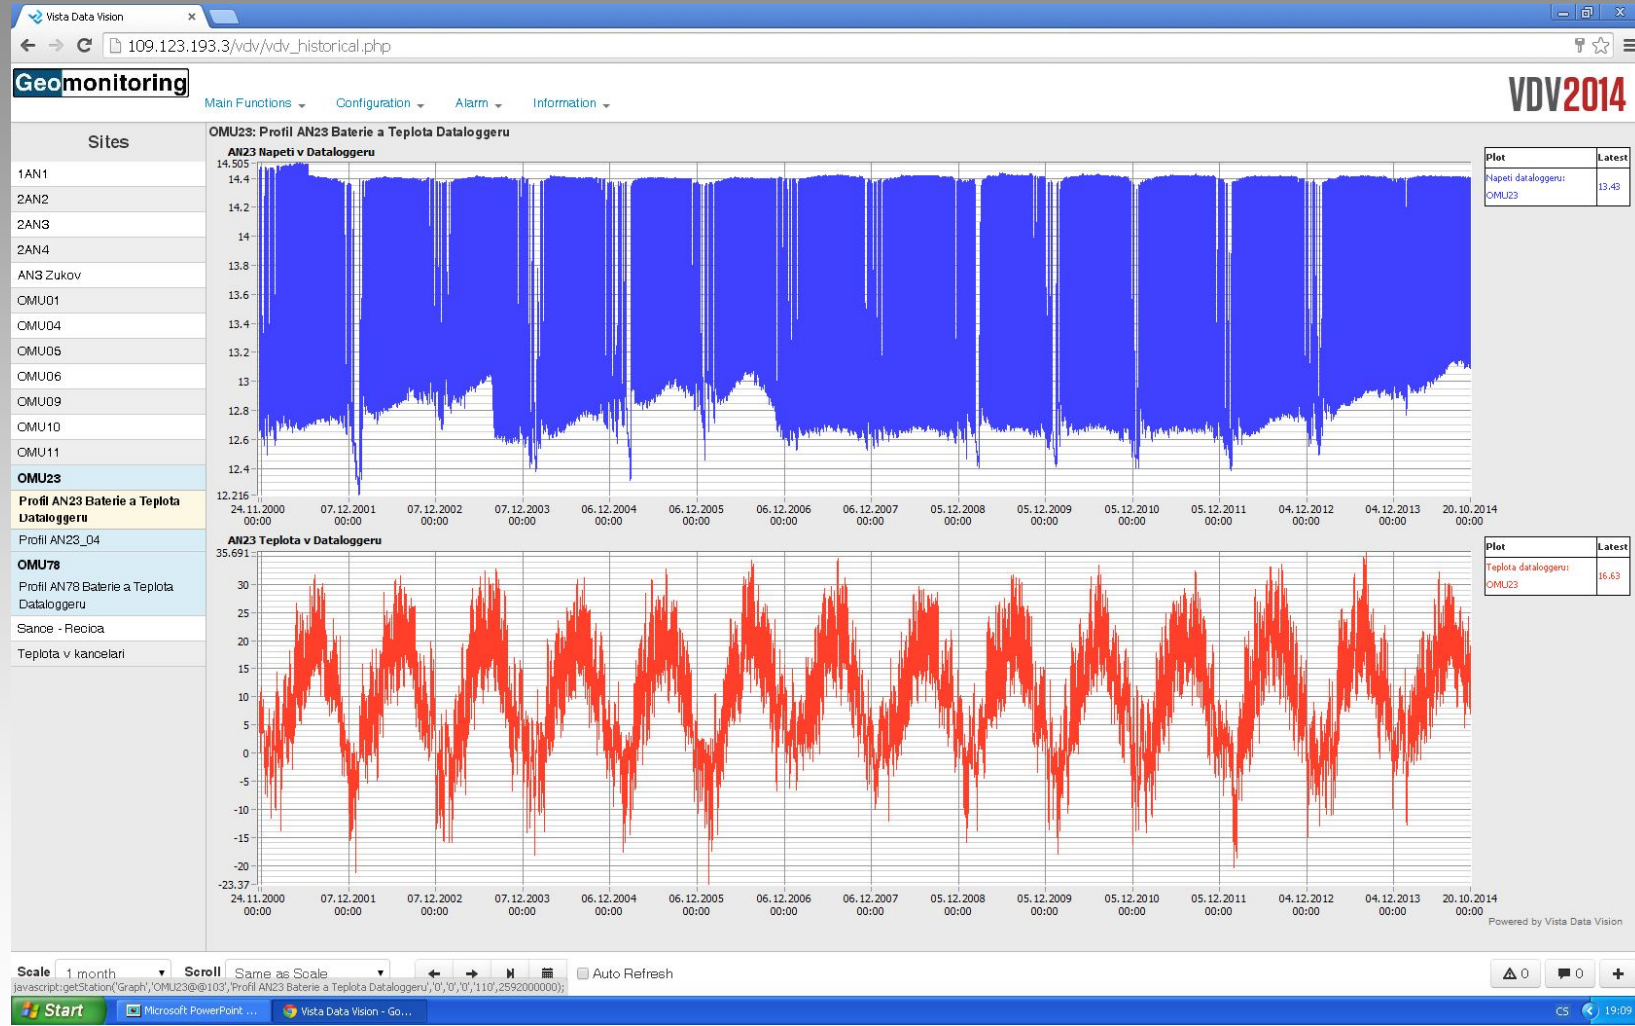 Vista Data Vision
109.123.193.3/vdv/vdv_historical.php
Geomonitoring
Main Functions
Configuration
Alarm
Information
VDV2014
Sites
1AN1
2AN2
2AN3
2AN4
AN3 Zukov
OMU01
OMU04
OMU05
OMU06
OMU09
OMU10
OMU11
OMU23
Profil AN23 Baterie a Teplota
Dataloggeru
Profil AN23_04
OMU78
Profil AN78 Baterie a Teplota
Dataloggeru
Sance - Recica
Teplota v kancelari
OMU23: Profil AN23 Baterie a Teplota Dataloggeru
AN23 Napeti v Dataloggeru
14.505
14.4
14.2
14
13.8
13.6
13.4
13.2
13
12.8
12.6
12.4
12.216
24.11.2000 07.12.2001 07.12.2002 07.12.2003 06.12.2004 06.12.2005 06.12.2006 06.12.2007 05.12.2008 05.12.2009 05.12.2010 05.12.2011 04.12.2012 04.12.2013 20.10.2014
00:00 00:00 00:00 00:00 00:00 00:00 00:00 00:00 00:00 00:00 00:00 00:00 00:00 00:00 00:00
Plot Latest
Napeti dataloggeru:
OMU23 13.43
AN23 Teplota v Dataloggeru
35.691
30
25
20
15
10
5
0
-5
-10
-15
-20
-23.37
24.11.2000 07.12.2001 07.12.2002 07.12.2003 06.12.2004 06.12.2005 06.12.2006 06.12.2007 05.12.2008 05.12.2009 05.12.2010 05.12.2011 04.12.2012 04.12.2013 20.10.2014
00:00 00:00 00:00 00:00 00:00 00:00 00:00 00:00 00:00 00:00 00:00 00:00 00:00 00:00 00:00
Plot Latest
Teplota dataloggeru:
OMU23 16.63
Powered by Vista Data Vision
Scale 1 month Scroll Same as Scale Auto Refresh 0 0
javascript:getStation('Graph','OMU23@@103','Profil AN23 Baterie a Teplota Dataloggeru','0','0','0','110',2592000000);
Start Microsoft PowerPoint ... Vista Data Vision - Go... CS 19:09